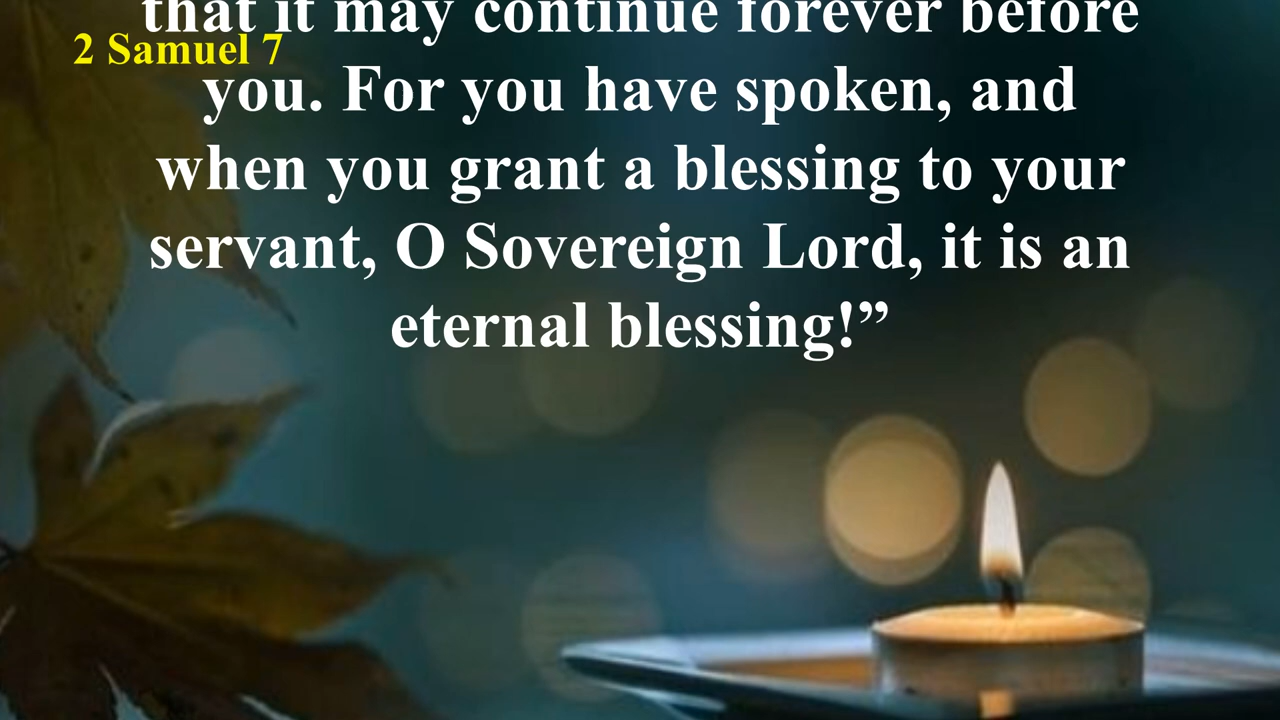 that it may continue forever before
2 Samuel 7
you. For you have spoken, and
when you grant a blessing to your
servant, O Sovereign Lord, it is an
eternal blessing!”